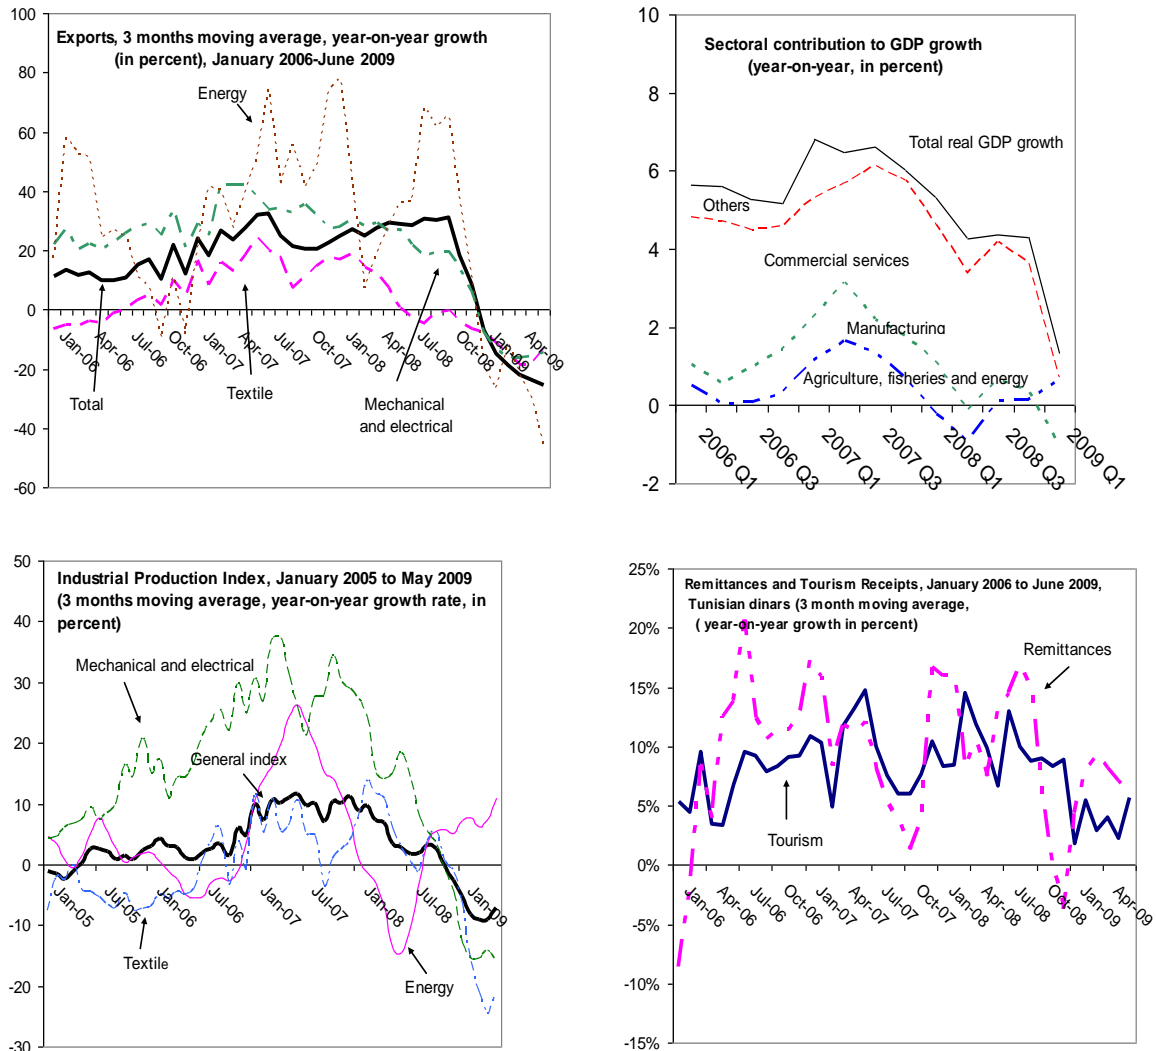 Exports, 3 months moving average, year-on-year growth
(in percent), January 2006-June 2009
100
80
60
40
20
0
-20
-40
-60
Energy
Total
Textile
Mechanical
and electrical
Jan-06
Apr-06
Jul-06
Oct-06
Jan-07
Apr-07
Jul-07
Oct-07
Jan-08
Apr-08
Jul-08
Oct-08
Jan-09
Apr-09
Sectoral contribution to GDP growth
(year-on-year, in percent)
10
8
6
4
2
0
-2
Total real GDP growth
Others
Commercial services
Manufacturing
Agriculture, fisheries and energy
2006 Q1
2006 Q3
2007 Q1
2007 Q3
2008 Q1
2008 Q3
2009 Q1
Industrial Production Index, January 2005 to May 2009
(3 months moving average, year-on-year growth rate, in
percent)
50
40
30
20
10
0
-10
-20
-30
Mechanical and electrical
General index
Textile
Energy
Jan-05
Jul-05
Jan-06
Jul-06
Jan-07
Jul-07
Jan-08
Jul-08
Jan-09
Remittances and Tourism Receipts, January 2006 to June 2009,
Tunisian dinars (3 month moving average,
( year-on-year growth in percent)
25%
20%
15%
10%
5%
0%
-5%
-10%
-15%
Remittances
Tourism
Jan-06
Apr-06
Jul-06
Oct-06
Jan-07
Apr-07
Jul-07
Oct-07
Jan-08
Apr-08
Jul-08
Oct-08
Jan-09
Apr-09